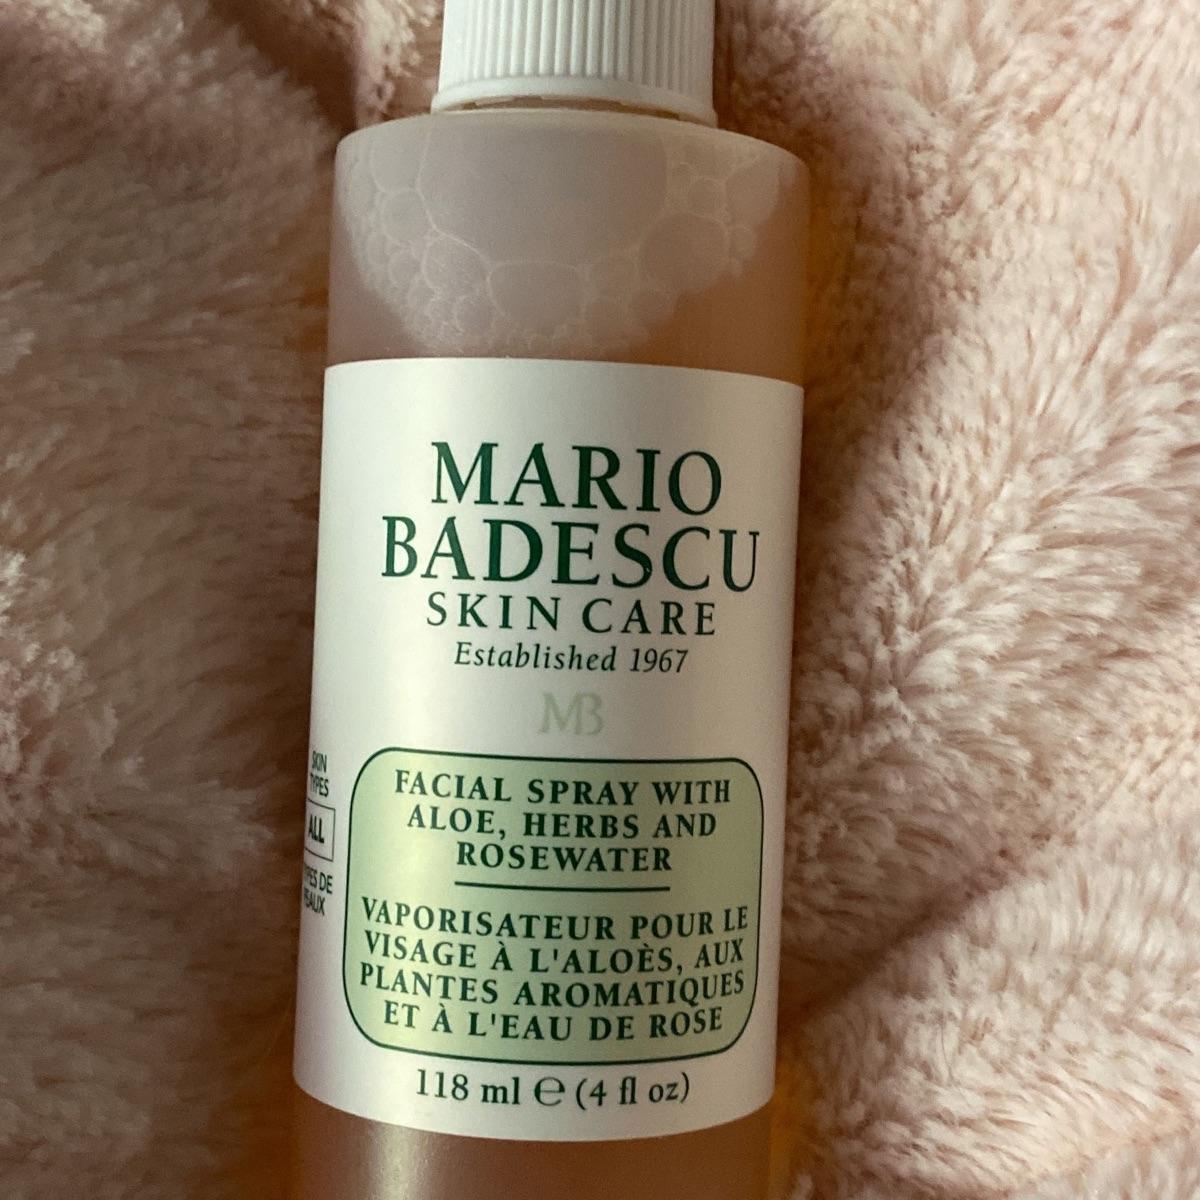 MARIO
BADESCU
SKIN CARE
Established 1967
MB
SKIN
TYPES
ALL
FACIAL SPRAY WITH
ALOE, HERBS AND
ROSEWATER
VAPORISATEUR POUR LE
VISAGE À L'ALOÈS, AUX
PLANTES AROMATIQUES
ET À L'EAU DE ROSE
118 ml ℮ (4 fl oz)